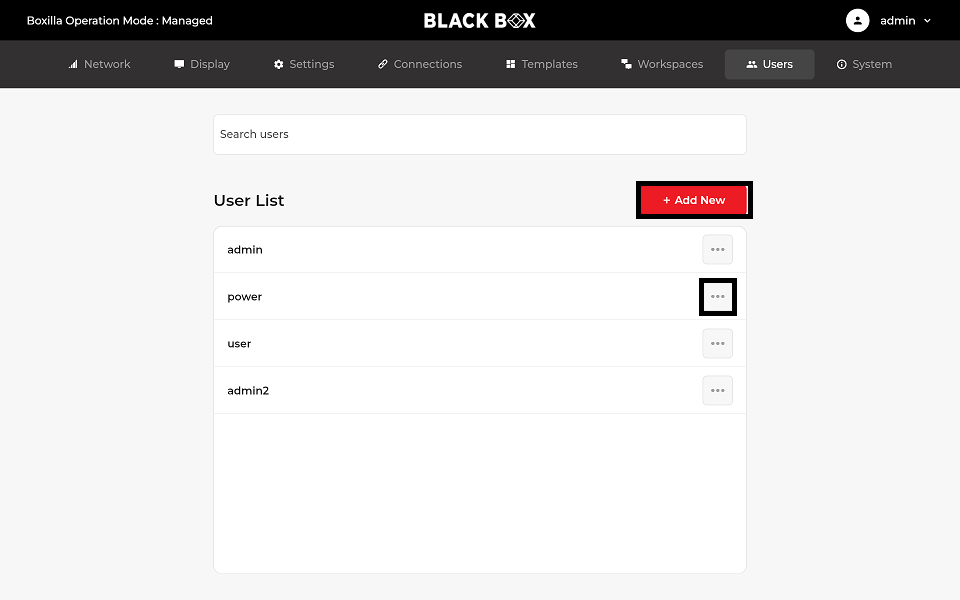 Boxilla Operation Mode : Managed
BLACK BOX
admin
Network
Display
Settings
Connections
Templates
Workspaces
Users
System
Search users
User List
+ Add New
admin
power
user
admin2